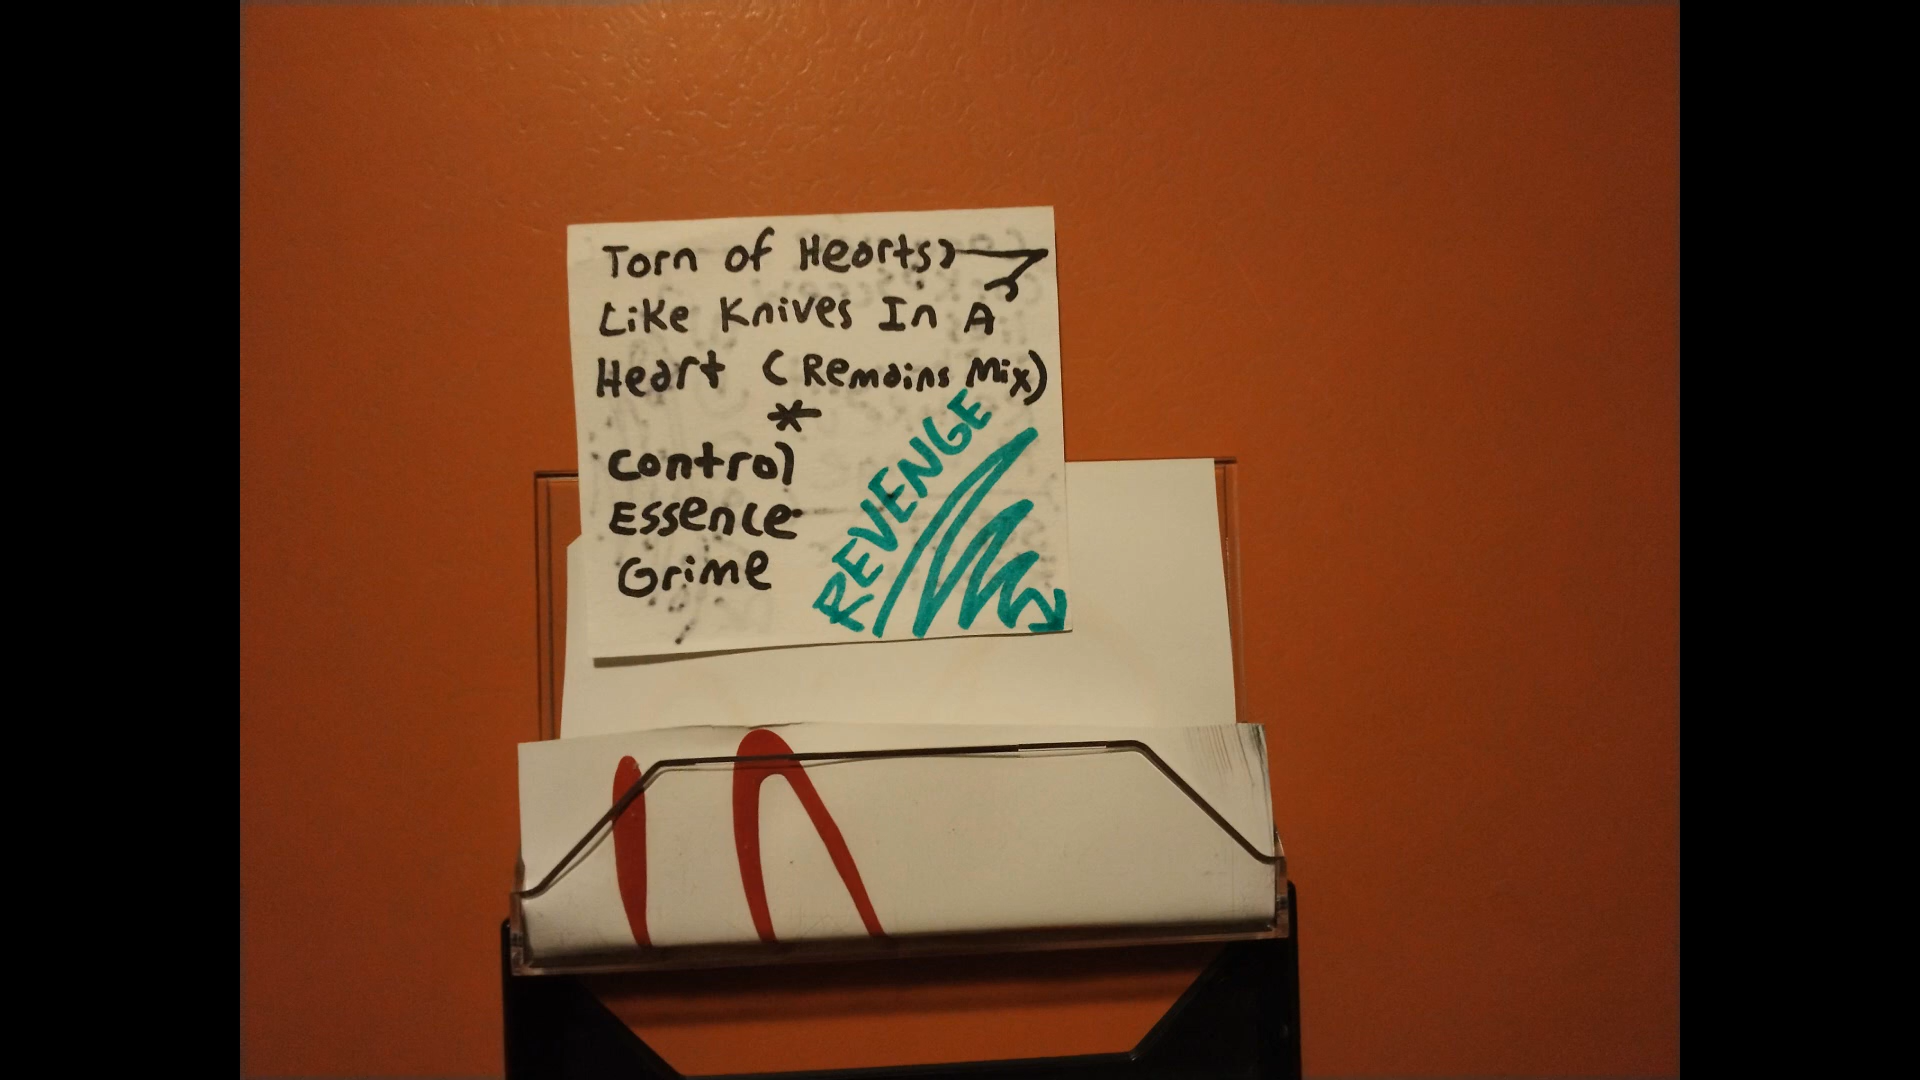 Torn of Hearts,
Like Knives In A
Heart (Remains Mix)
*
Control
Essence
Grime
REVENGE